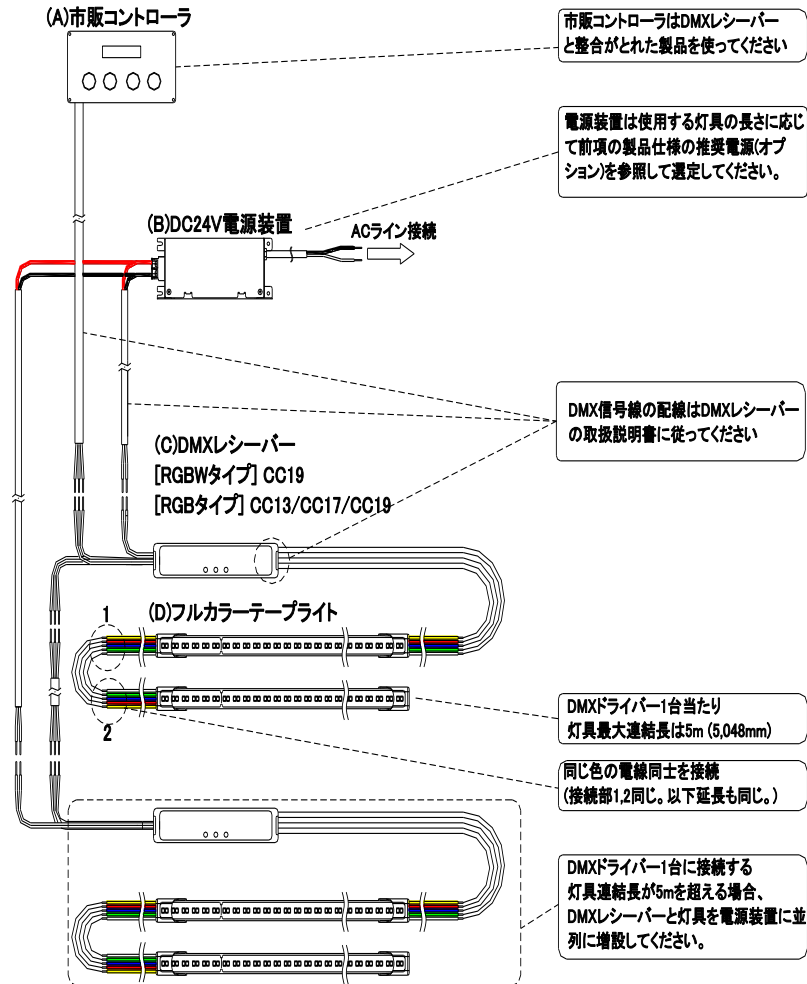 (A)市販コントローラ
市販コントローラはDMXレシーバー
と整合がとれた製品を使ってください
電源装置は使用する灯具の長さに応じ
て前項の製品仕様の推奨電源(オプ
ション)を参照して選定してください。
(B)DC24V電源装置
ACライン接続
DMX信号線の配線はDMXレシーバー
の取扱説明書に従ってください
(C)DMXレシーバー
[RGBWタイプ] CC19
[RGBタイプ] CC13/CC17/CC19
1
(D)フルカラーテープライト
2
DMXドライバー1台当たり
灯具最大連結長は5m (5,048mm)
同じ色の電線同士を接続
(接続部1,2同じ。以下延長も同じ。)
DMXドライバー1台に接続する
灯具連結長が5mを超える場合、
DMXレシーバーと灯具を電源装置に並
列に増設してください。